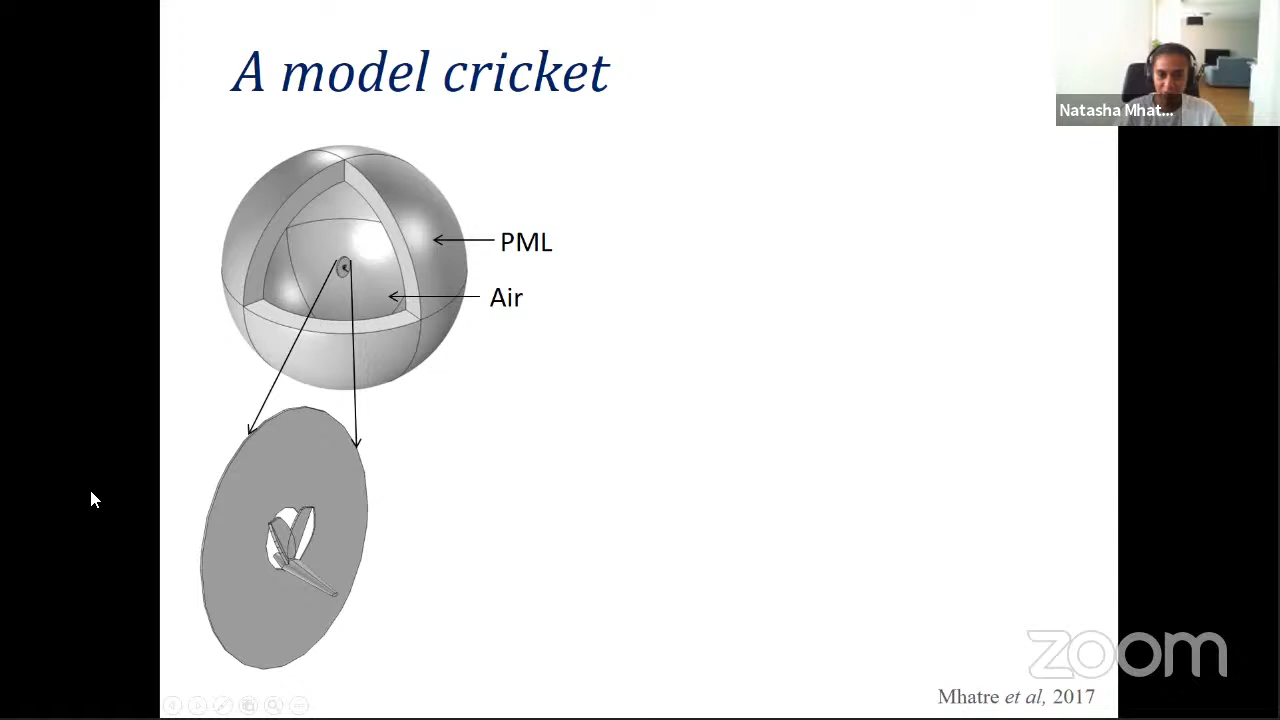 A model cricket
Natasha Mhat...
PML
Air
zoom
Mhatre et al, 2017